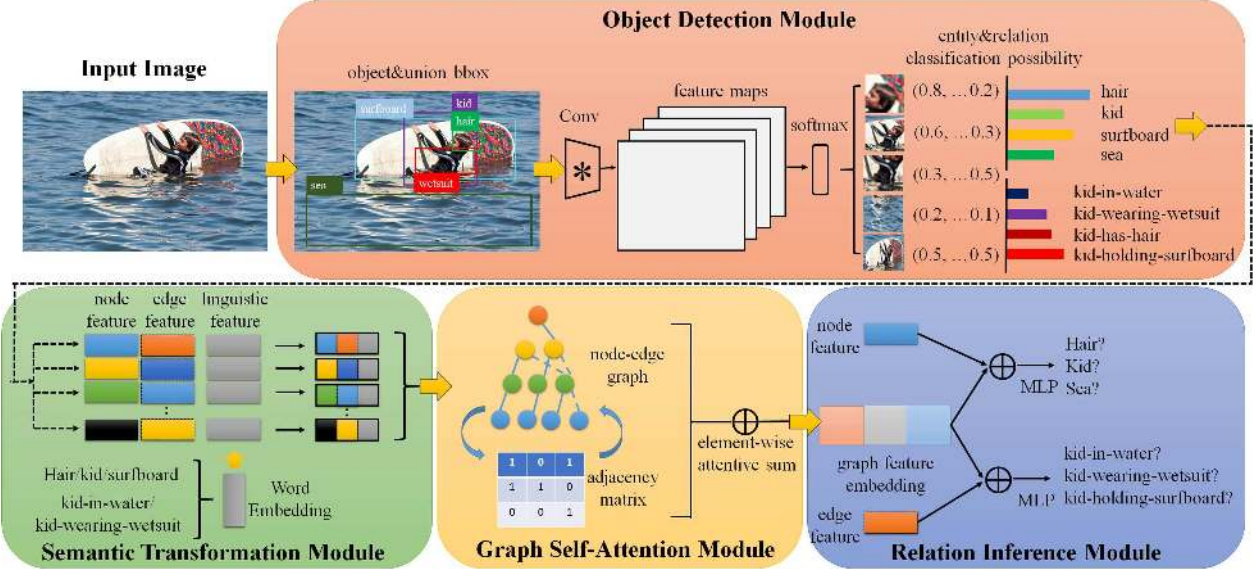 Object Detection Module
Input Image
object&union bbox
surfboard
kid
hair
wetsuit
sea
Conv
*
feature maps
softmax
entity&relation
classification possibility
(0.8, ...0.2)
(0.6, ...0.3)
(0.3, ...0.5)
(0.2, ...0.1)
(0.5, ...0.5)
hair
kid
surfboard
sea
kid-in-water
kid-wearing-wetsuit
kid-has-hair
kid-holding-surfboard
node
feature
edge
feature
linguistic
feature
Hair/kid/surfboard
kid-in-water/
kid-wearing-wetsuit
Word
Embedding
Semantic Transformation Module
node-edge
graph
1 0 1
1 1 0
0 0 1
adjacency
matrix
element-wise
attentive sum
Graph Self-Attention Module
node
feature
graph feature
embedding
edge
feature
MLP
Hair?
Kid?
Sea?
MLP
kid-in-water?
kid-wearing-wetsuit?
kid-holding-surfboard?
Relation Inference Module